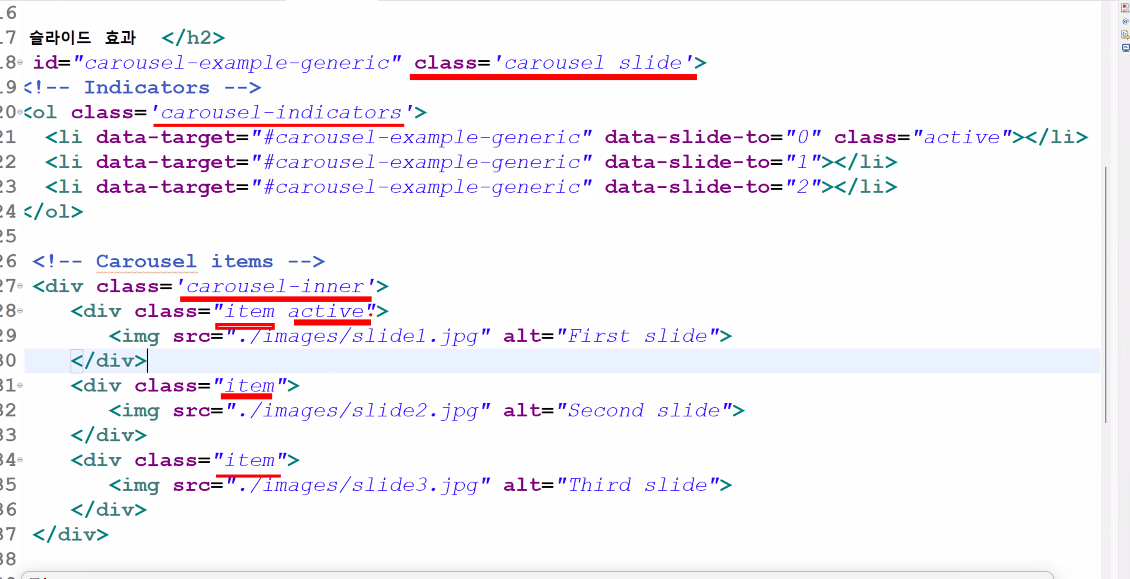 16
17 슬라이드 효과 </h2>
18 id="carousel-example-generic" class='carousel slide'>
19 <!-- Indicators -->
20 <ol class='carousel-indicators'>
21 <li data-target="#carousel-example-generic" data-slide-to="0" class="active"></li>
22 <li data-target="#carousel-example-generic" data-slide-to="1"></li>
23 <li data-target="#carousel-example-generic" data-slide-to="2"></li>
24 </ol>
25
26 <!-- Carousel items -->
27 <div class='carousel-inner'>
28 <div class="item active">
29 <img src="./images/slide1.jpg" alt="First slide">
30 </div>
31 <div class="item">
32 <img src="./images/slide2.jpg" alt="Second slide">
33 </div>
34 <div class="item">
35 <img src="./images/slide3.jpg" alt="Third slide">
36 </div>
37 </div>
38